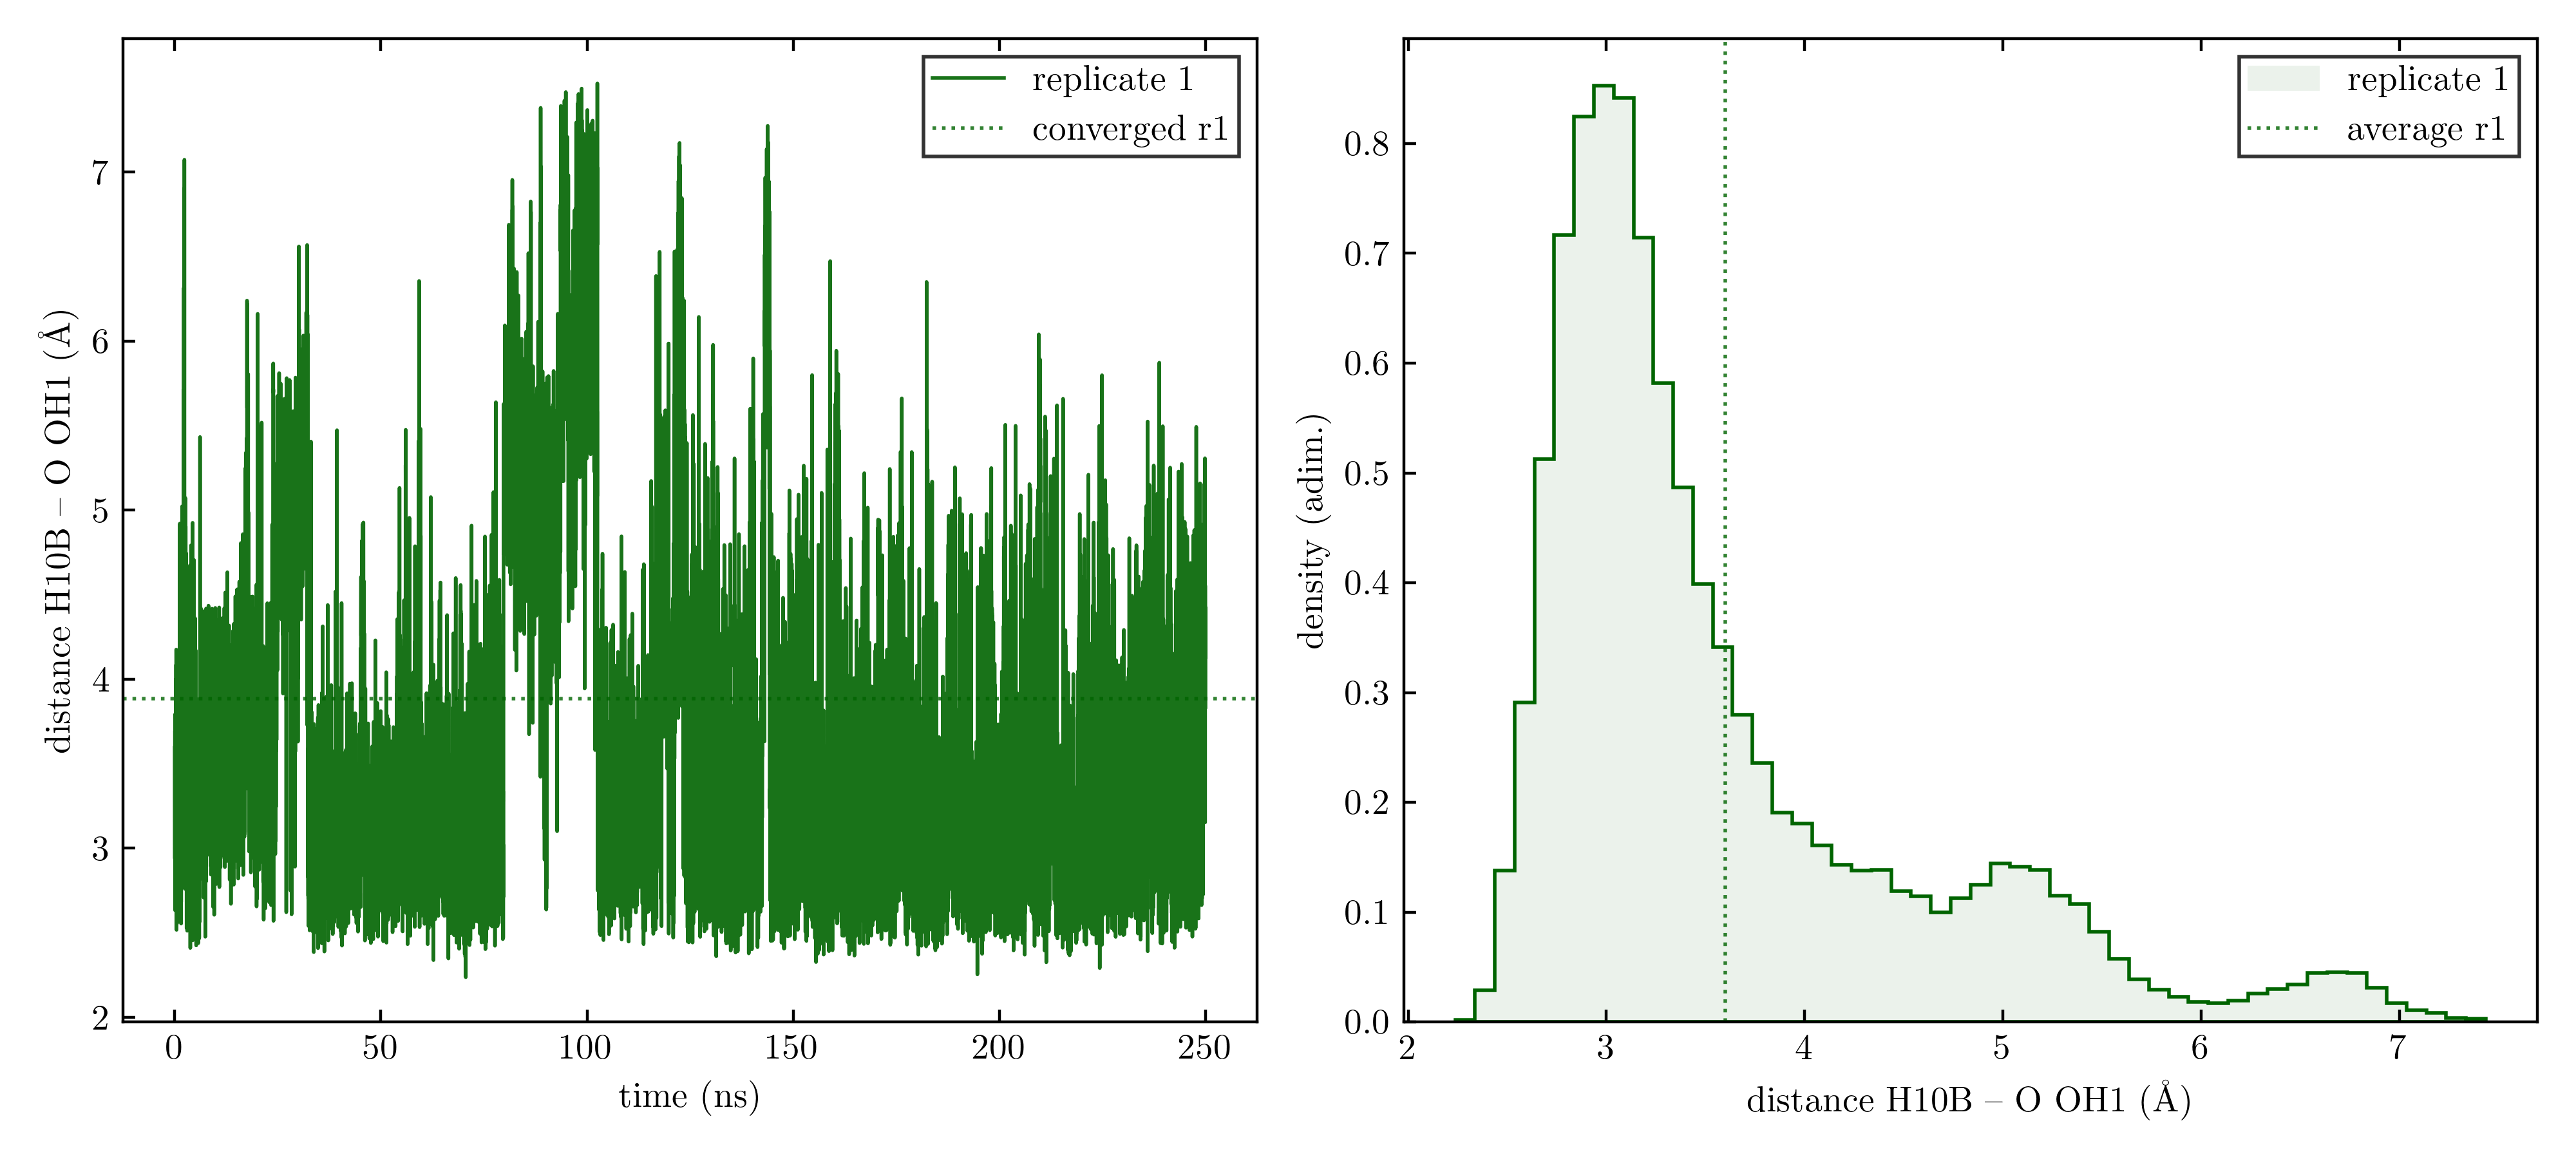 distance H10B – O OH1 (Å)
7
6
5
4
3
2
0 50 100 150 200 250
time (ns)
replicate 1
converged r1
density (adim.)
0.8
0.7
0.6
0.5
0.4
0.3
0.2
0.1
0.0
2 3 4 5 6 7
distance H10B – O OH1 (Å)
replicate 1
average r1